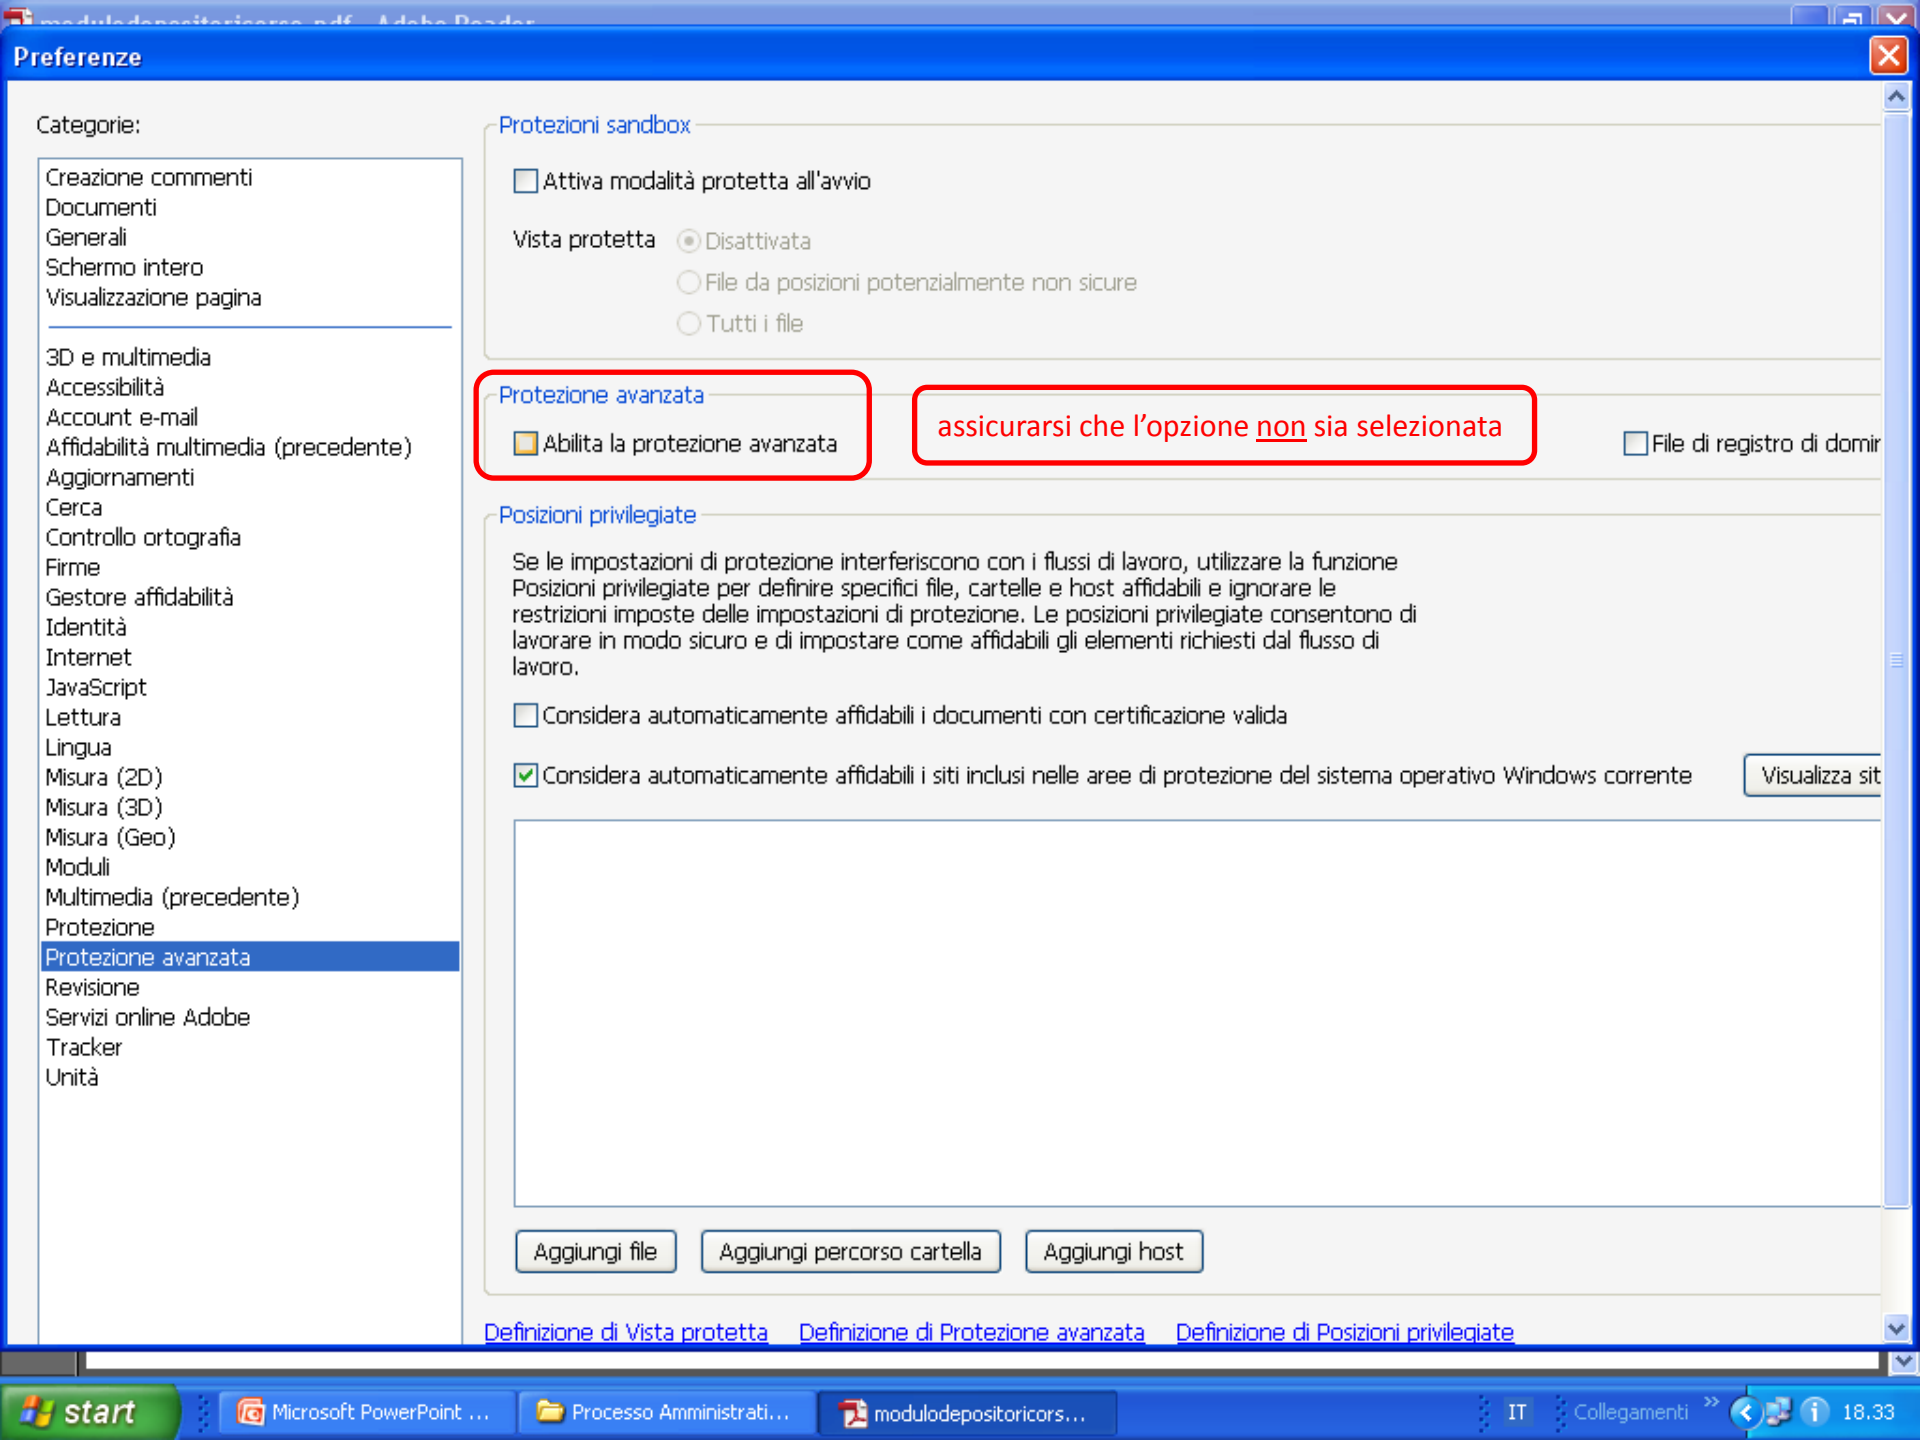 modulodepositoricorso.pdf - Adobe Reader
Preferenze
Categorie:
Creazione commenti
Documenti
Generali
Schermo intero
Visualizzazione pagina
3D e multimedia
Accessibilità
Account e-mail
Affidabilità multimedia (precedente)
Aggiornamenti
Cerca
Controllo ortografia
Firme
Gestore affidabilità
Identità
Internet
JavaScript
Lettura
Lingua
Misura (2D)
Misura (3D)
Misura (Geo)
Moduli
Multimedia (precedente)
Protezione
Protezione avanzata
Revisione
Servizi online Adobe
Tracker
Unità
Protezioni sandbox
Attiva modalità protetta all'avvio
Vista protetta Disattivata
File da posizioni potenzialmente non sicure
Tutti i file
Protezione avanzata
Abilita la protezione avanzata
assicurarsi che l'opzione non sia selezionata
File di registro di domin
Posizioni privilegiate
Se le impostazioni di protezione interferiscono con i flussi di lavoro, utilizzare la funzione
Posizioni privilegiate per definire specifici file, cartelle e host affidabili e ignorare le
restrizioni imposte delle impostazioni di protezione. Le posizioni privilegiate consentono di
lavorare in modo sicuro e di impostare come affidabili gli elementi richiesti dal flusso di
lavoro.
Considera automaticamente affidabili i documenti con certificazione valida
Considera automaticamente affidabili i siti inclusi nelle aree di protezione del sistema operativo Windows corrente
Visualizza sit
Aggiungi file
Aggiungi percorso cartella
Aggiungi host
Definizione di Vista protetta
Definizione di Protezione avanzata
Definizione di Posizioni privilegiate
start
Microsoft PowerPoint ...
Processo Amministrati...
modulodepositoricors...
IT
Collegamenti
18.33